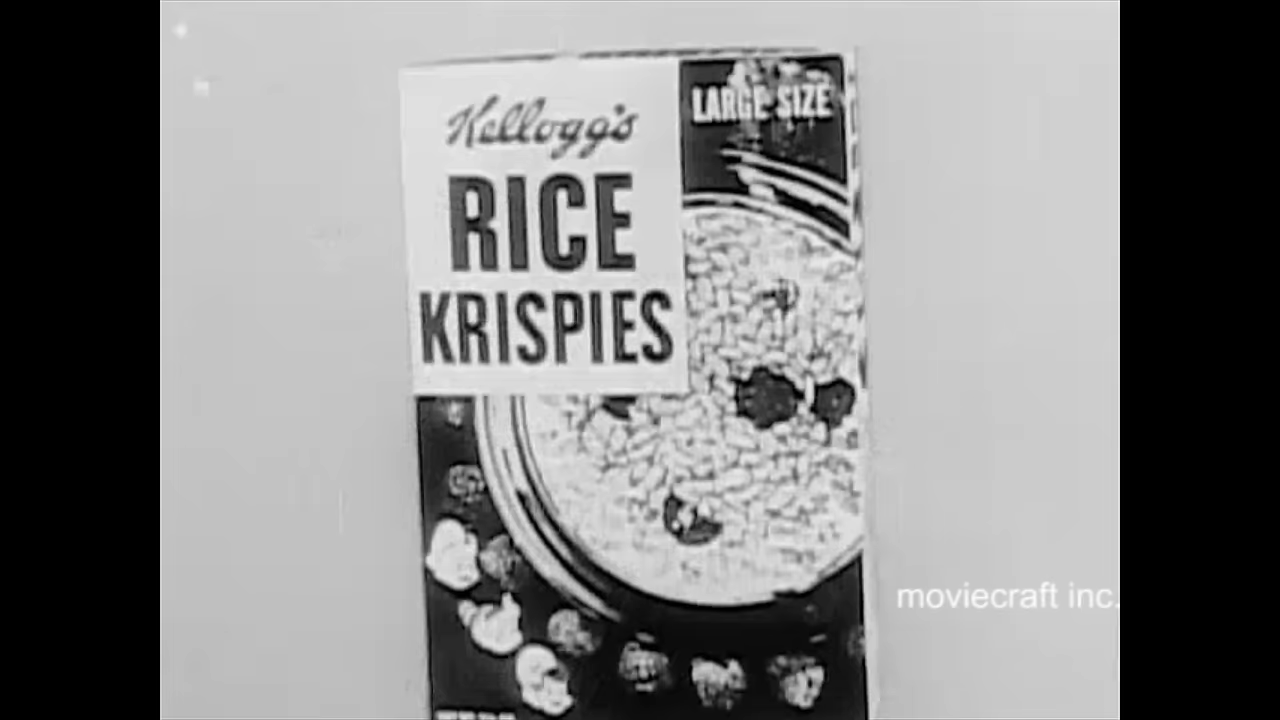 Kellogg's
LARGE SIZE
RICE
KRISPIES
moviecraft inc.